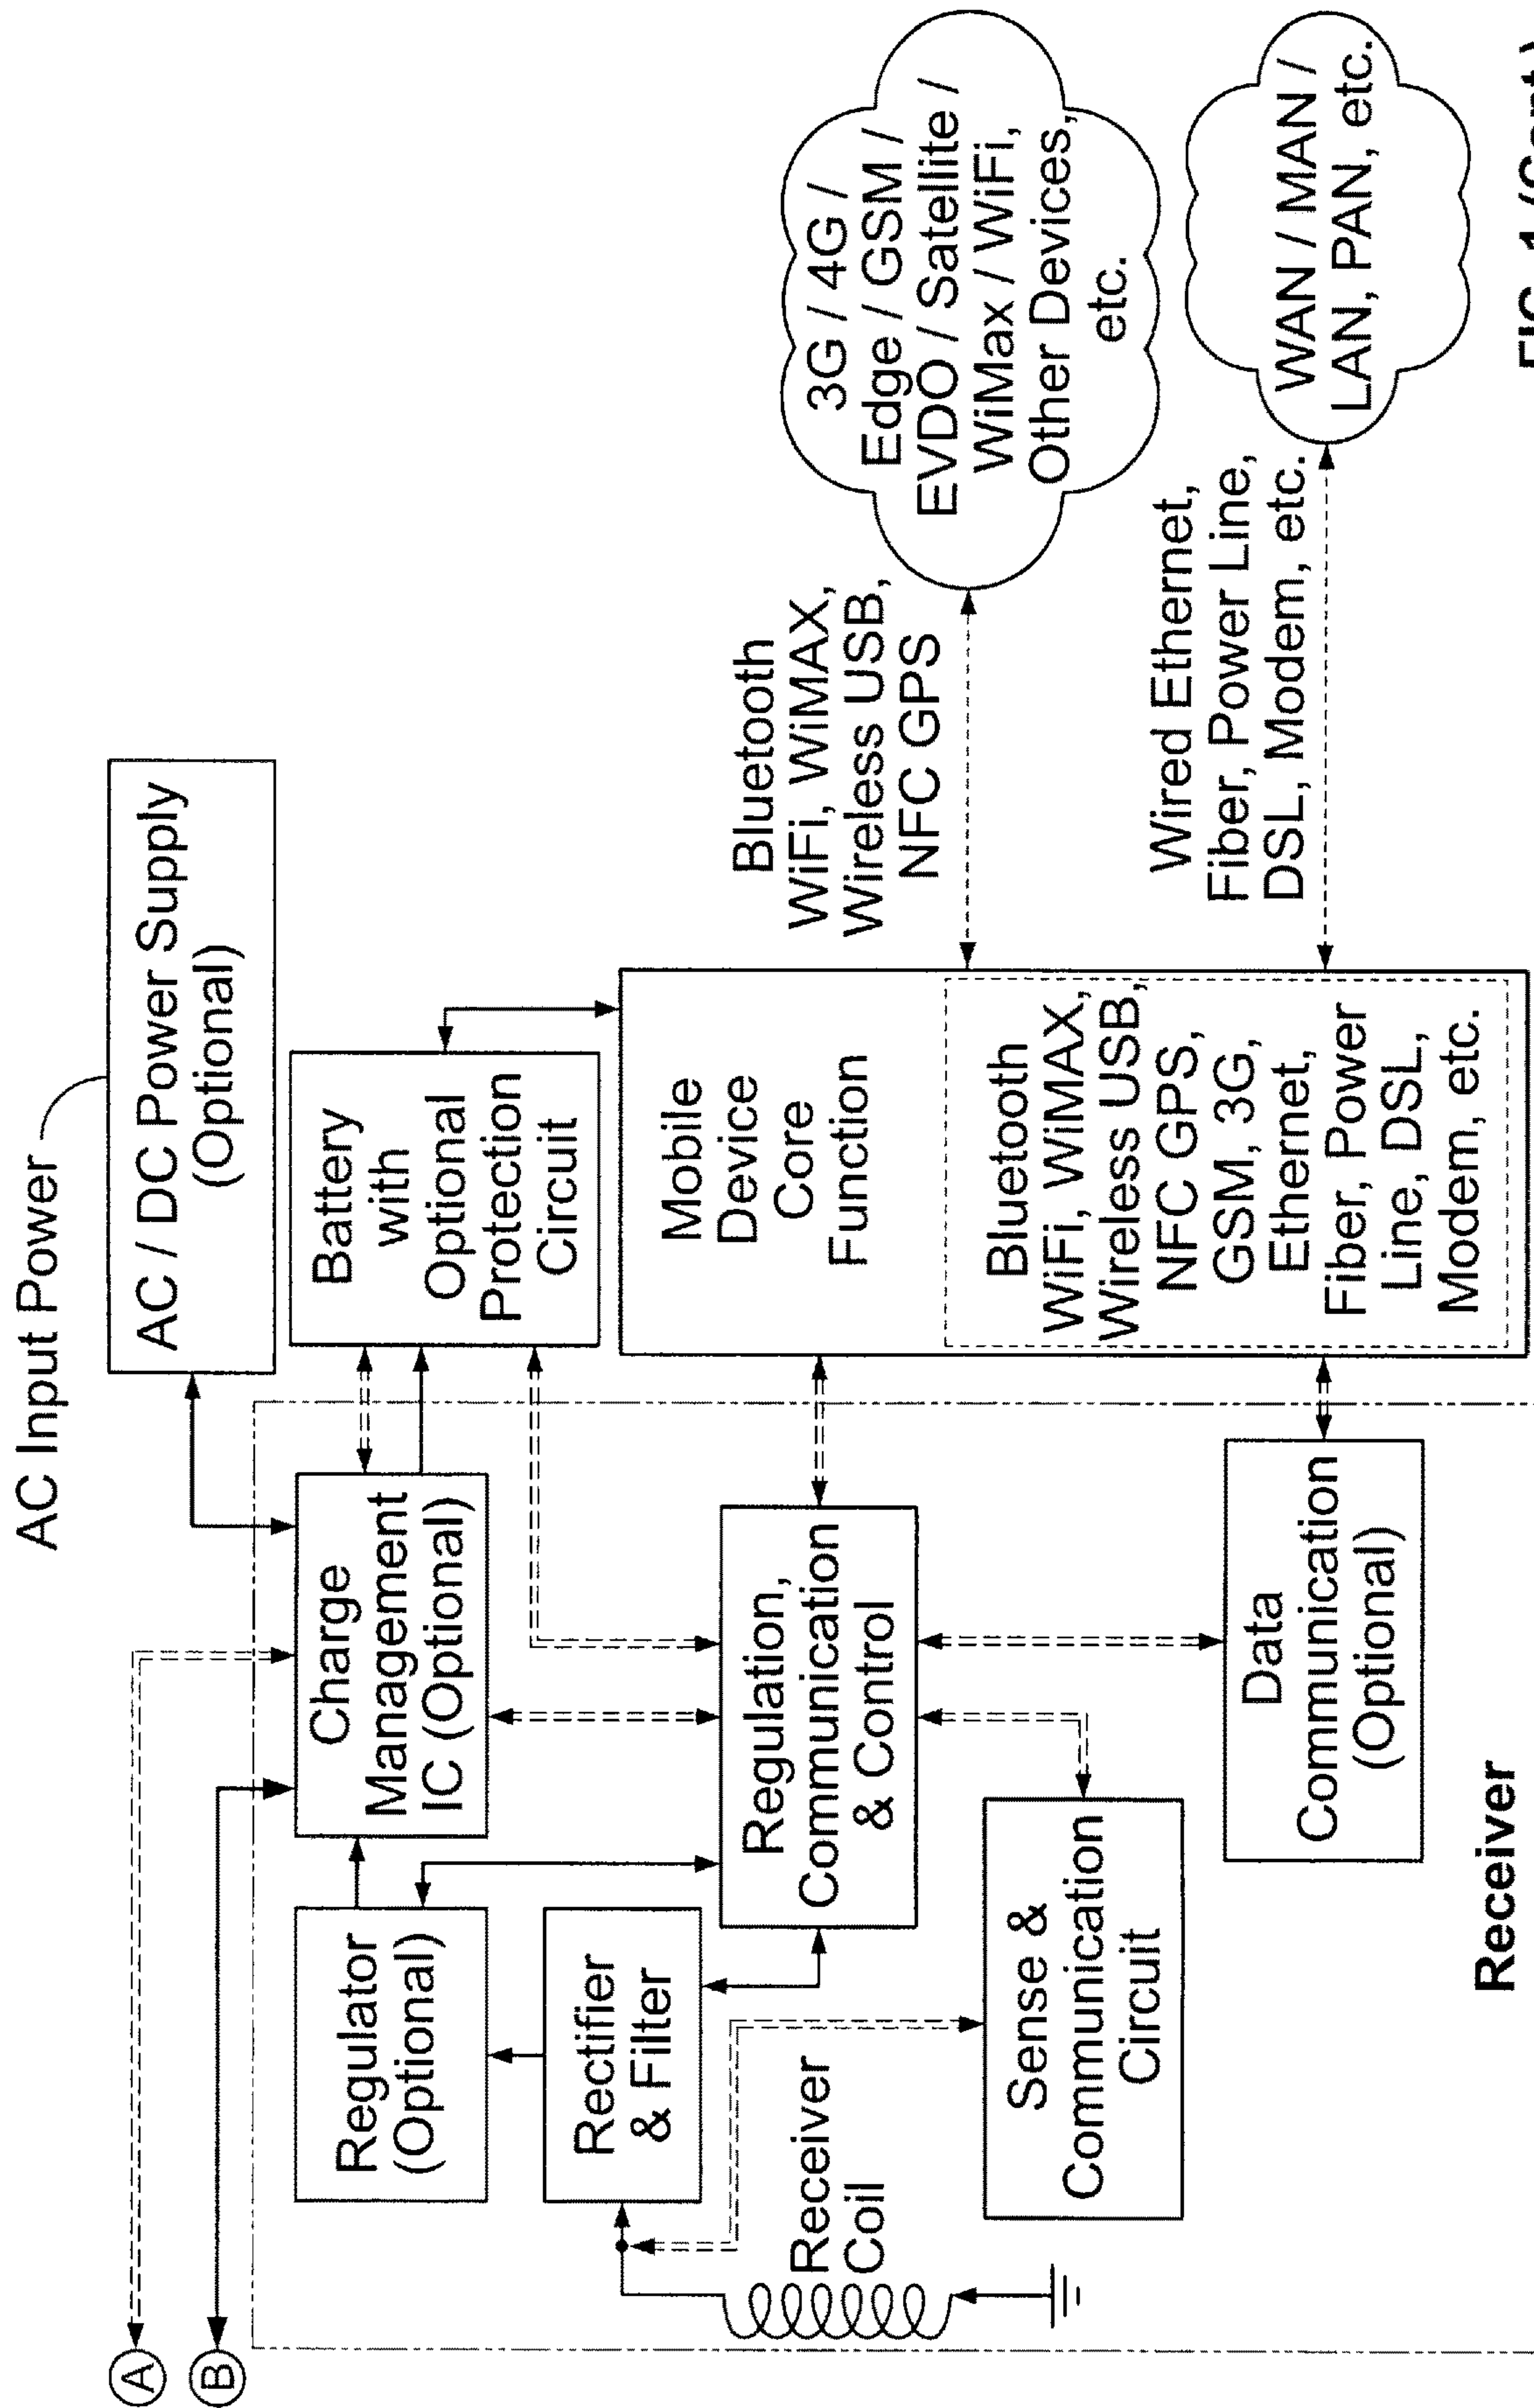 AC Input Power
AC / DC Power Supply
(Optional)
A
B
Charge
Management
IC (Optional)
Battery
with
Optional
Protection
Circuit
Regulator
(Optional)
Rectifier
& Filter
Regulation,
Communication
& Control
Mobile
Device
Core
Function
Bluetooth
WiFi, WiMAX,
Wireless USB,
NFC GPS,
GSM, 3G,
Ethernet,
Fiber, Power
Line, DSL,
Modem, etc.
Bluetooth
WiFi, WiMAX,
Wireless USB,
NFC GPS
3G / 4G /
Edge / GSM /
EVDO / Satellite /
WiMax / WiFi,
Other Devices,
etc.
Receiver
Coil
Sense &
Communication
Circuit
Data
Communication
(Optional)
Wired Ethernet,
Fiber, Power Line,
DSL, Modem, etc.
WAN / MAN /
LAN, PAN, etc.
Receiver
FIG. 1 (Cont.)